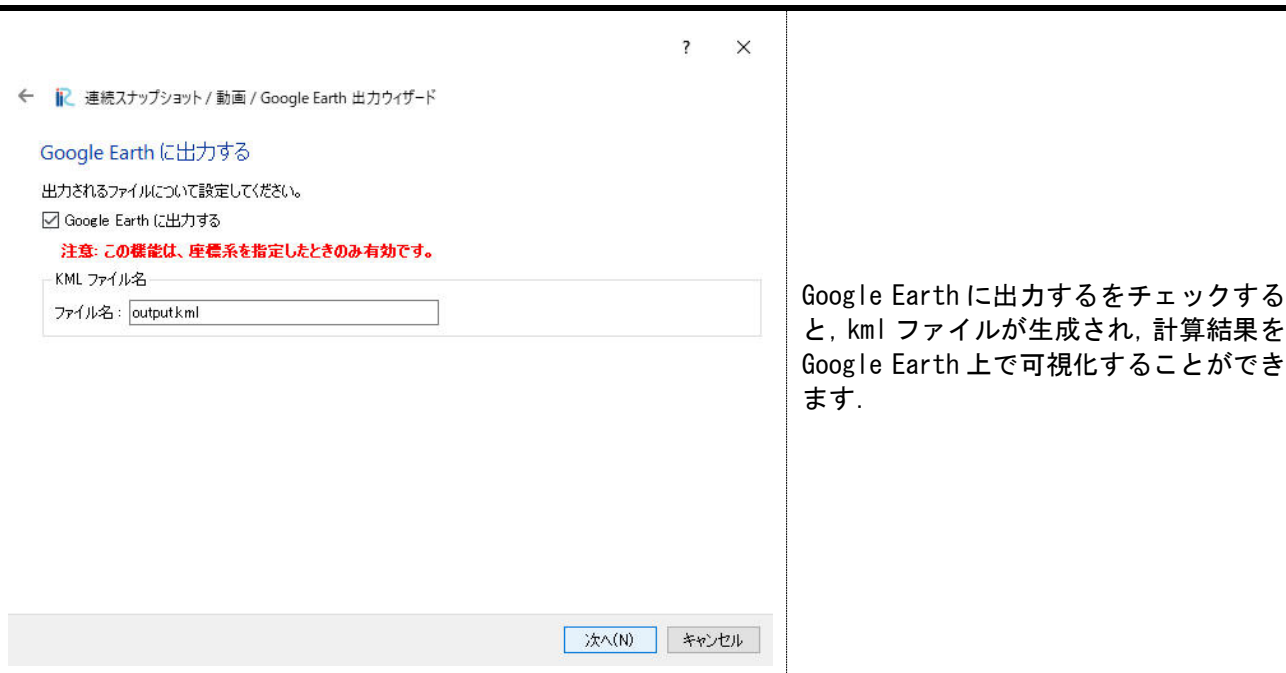 ? ×
← iRC 連続スナップショット / 動画 / Google Earth 出力ウィザード
Google Earth に出力する
出力されるファイルについて設定してください。
Google Earth に出力する
注意: この機能は、座標系を指定したときのみ有効です。
KML ファイル名
ファイル名: output.kml
次へ(N) キャンセル
Google Earth に出力するをチェックする
と, kml ファイルが生成され, 計算結果を
Google Earth 上で可視化することができ
ます.